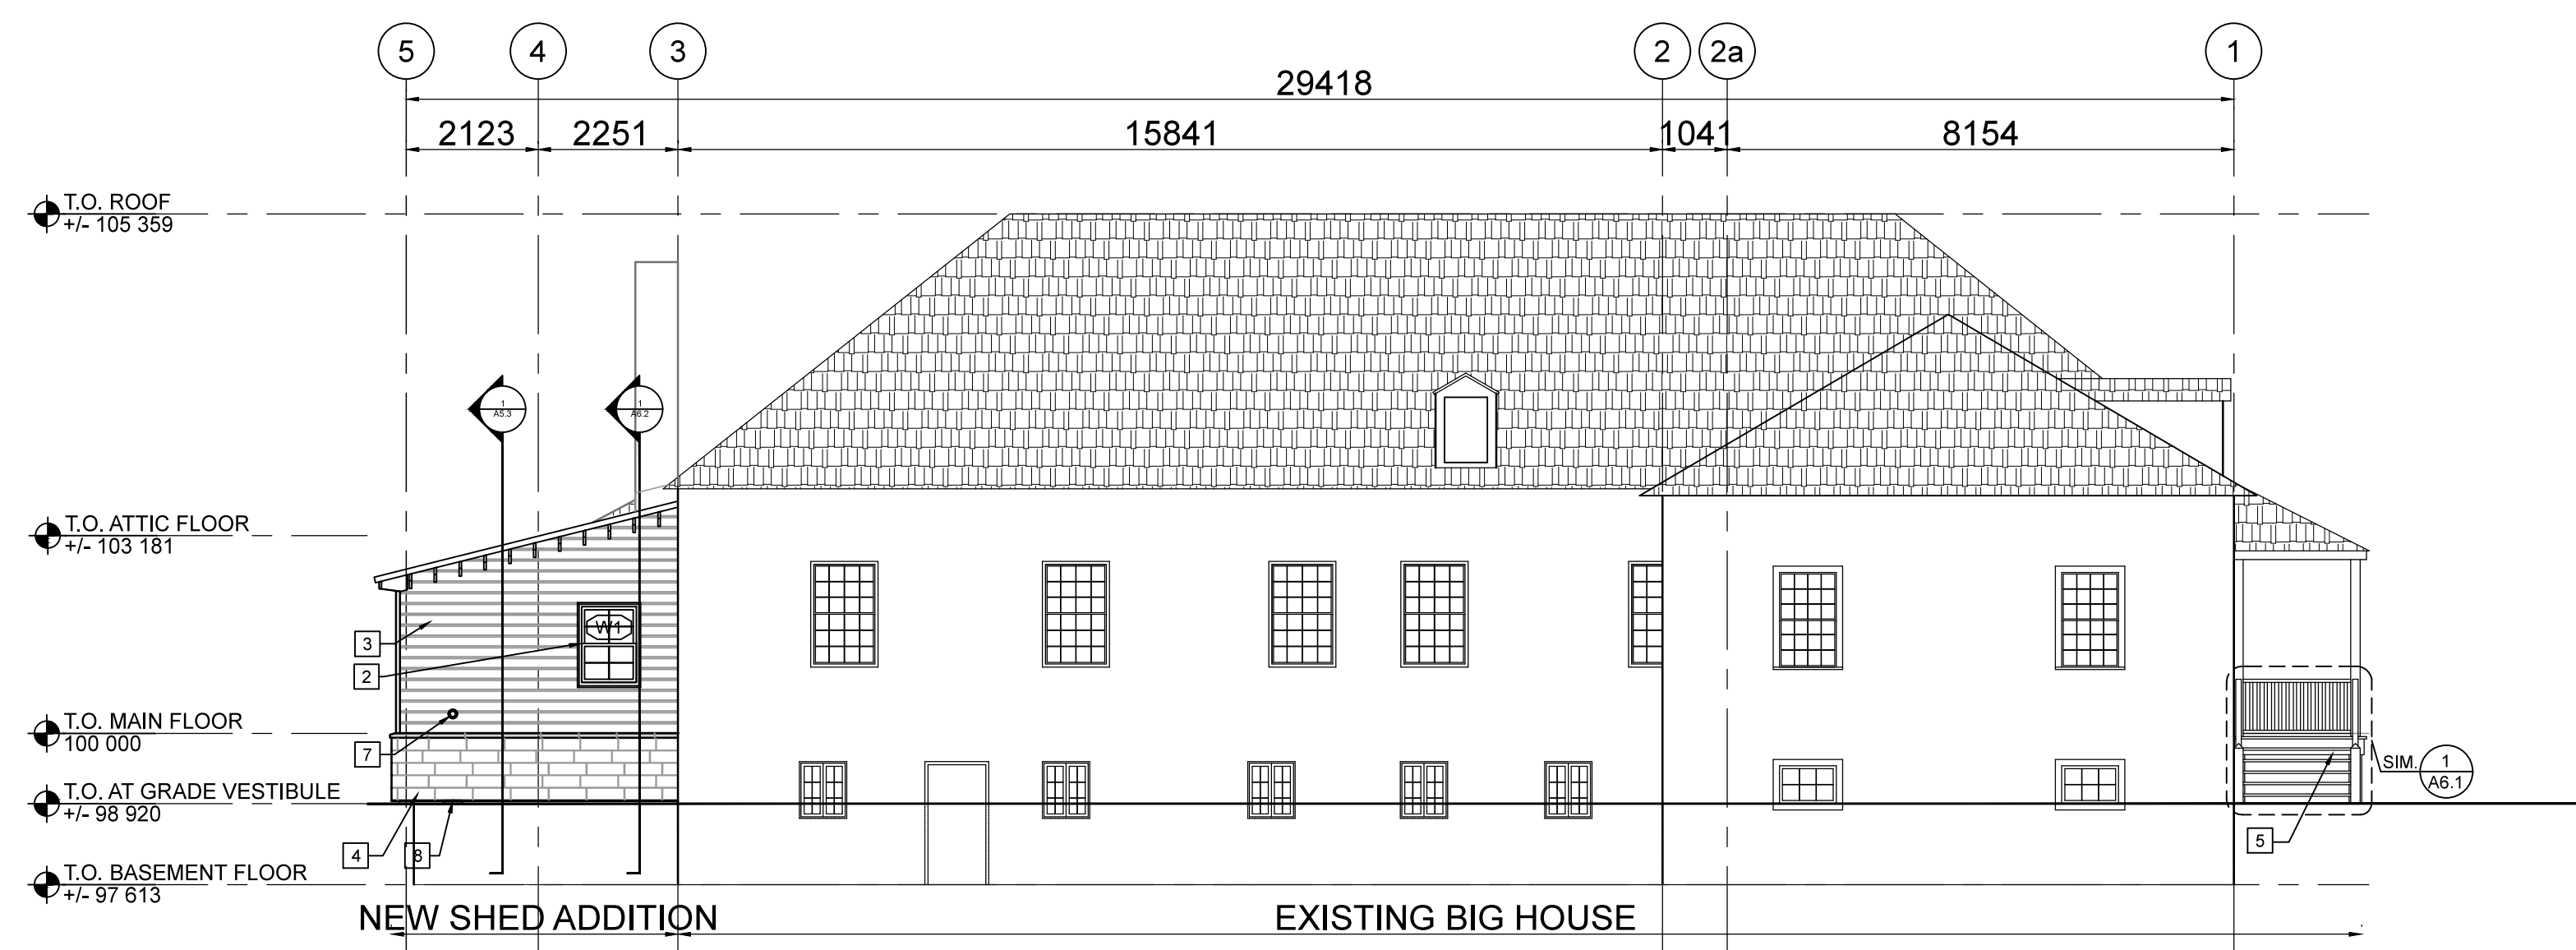 5 4 3 2 2a 1
29418
2123 2251 15841 1041 8154
T.O. ROOF
+/- 105 359
1
A5.3
1
A6.2
T.O. ATTIC FLOOR
+/- 103 181
W1
3
2
T.O. MAIN FLOOR
100 000
7
SIM.
1
A6.1
T.O. AT GRADE VESTIBULE
+/- 98 920
4
8
5
T.O. BASEMENT FLOOR
+/- 97 613
NEW SHED ADDITION
EXISTING BIG HOUSE